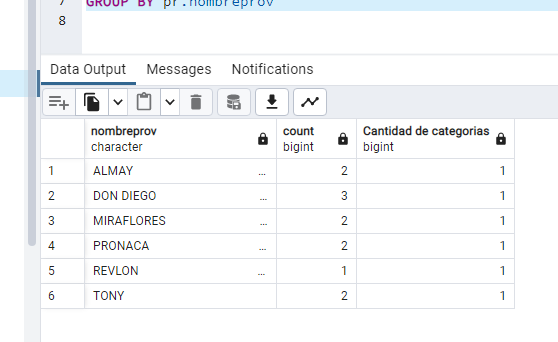 7 GROUP BY pr.nombreprov
8
Data Output Messages Notifications
nombreprov character count bigint Cantidad de categorias bigint
1 ALMAY ... 2 1
2 DON DIEGO ... 3 1
3 MIRAFLORES ... 2 1
4 PRONACA ... 2 1
5 REVLON ... 1 1
6 TONY ... 2 1